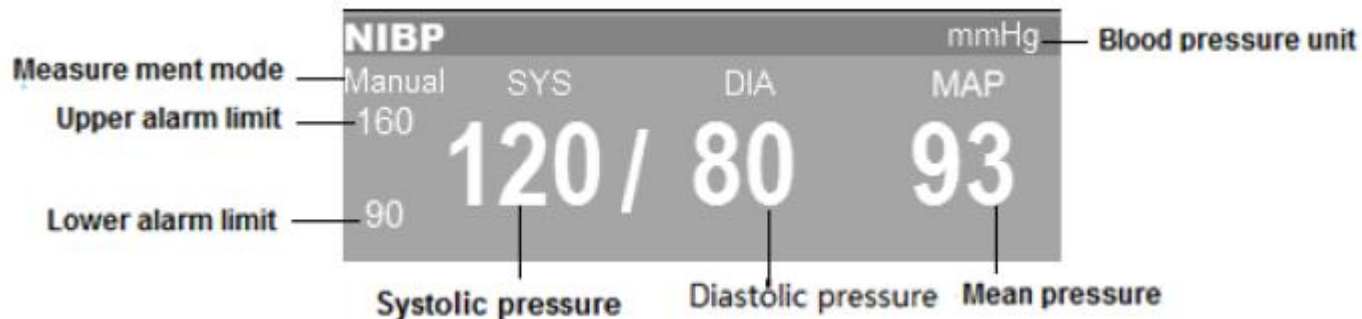 NIBP mmHg Blood pressure unit
Measure ment mode Manual SYS DIA MAP
Upper alarm limit 160
120 / 80 93
Lower alarm limit 90
Systolic pressure Diastolic pressure Mean pressure